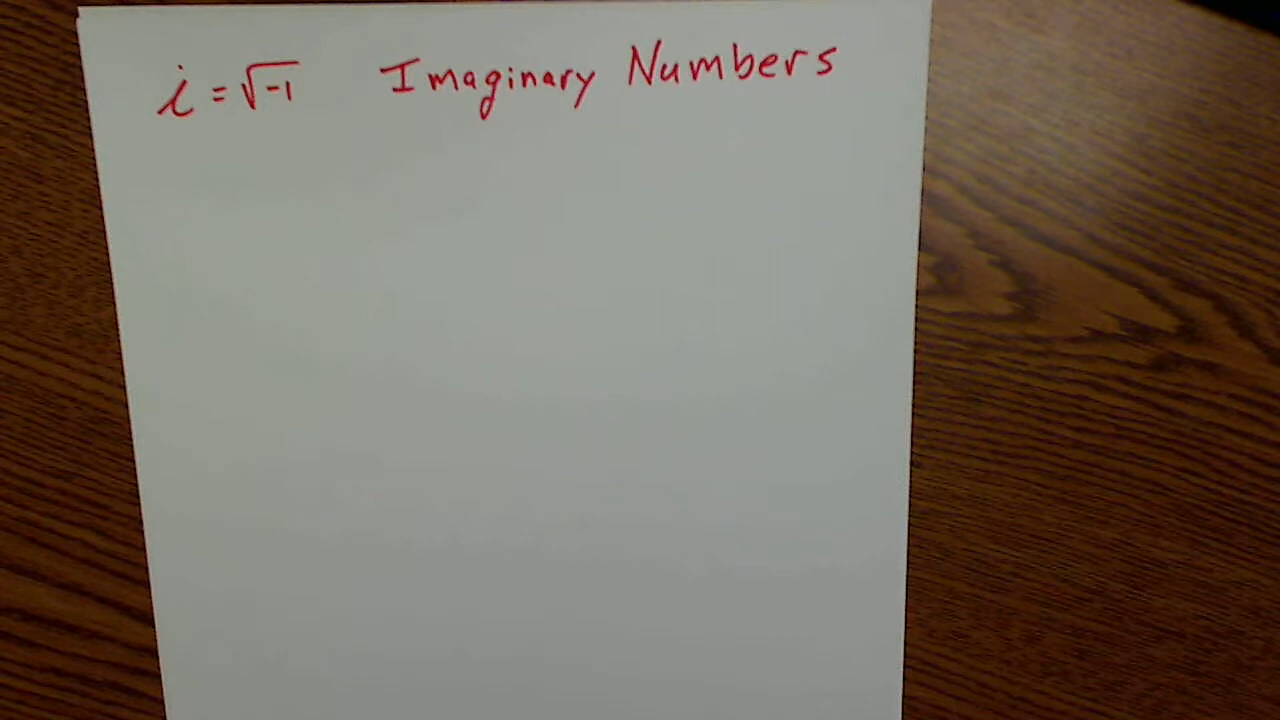 i = √-1 Imaginary Numbers